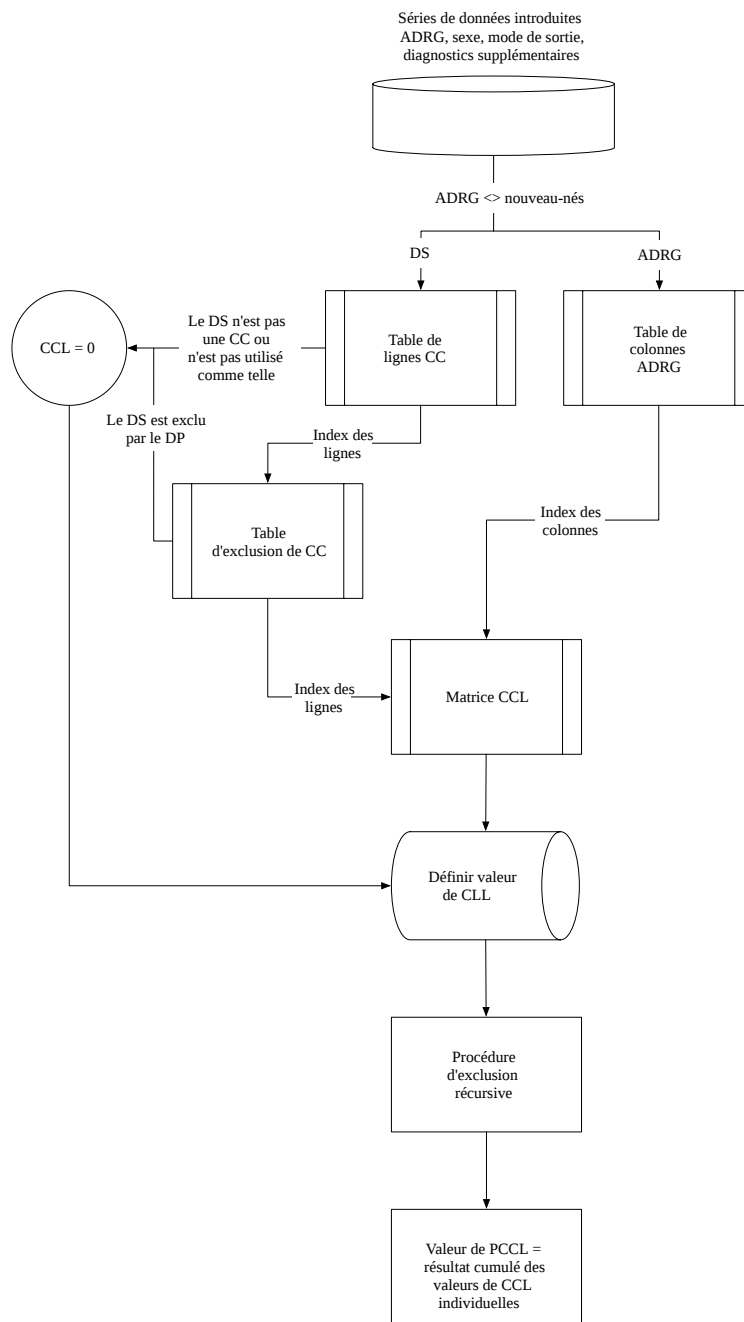 Séries de données introduites
ADRG, sexe, mode de sortie,
diagnostics supplémentaires
ADRG <> nouveau-nés
DS
ADRG
CCL = 0
Le DS n'est pas
une CC ou
n'est pas utilisé
comme telle
Table de
lignes CC
Table de
colonnes
ADRG
Le DS est exclu
par le DP
Index des
lignes
Table
d'exclusion de CC
Index des
colonnes
Index des
lignes
Matrice CCL
Définir valeur
de CLL
Procédure
d'exclusion
récursive
Valeur de PCCL =
résultat cumulé des
valeurs de CCL
individuelles